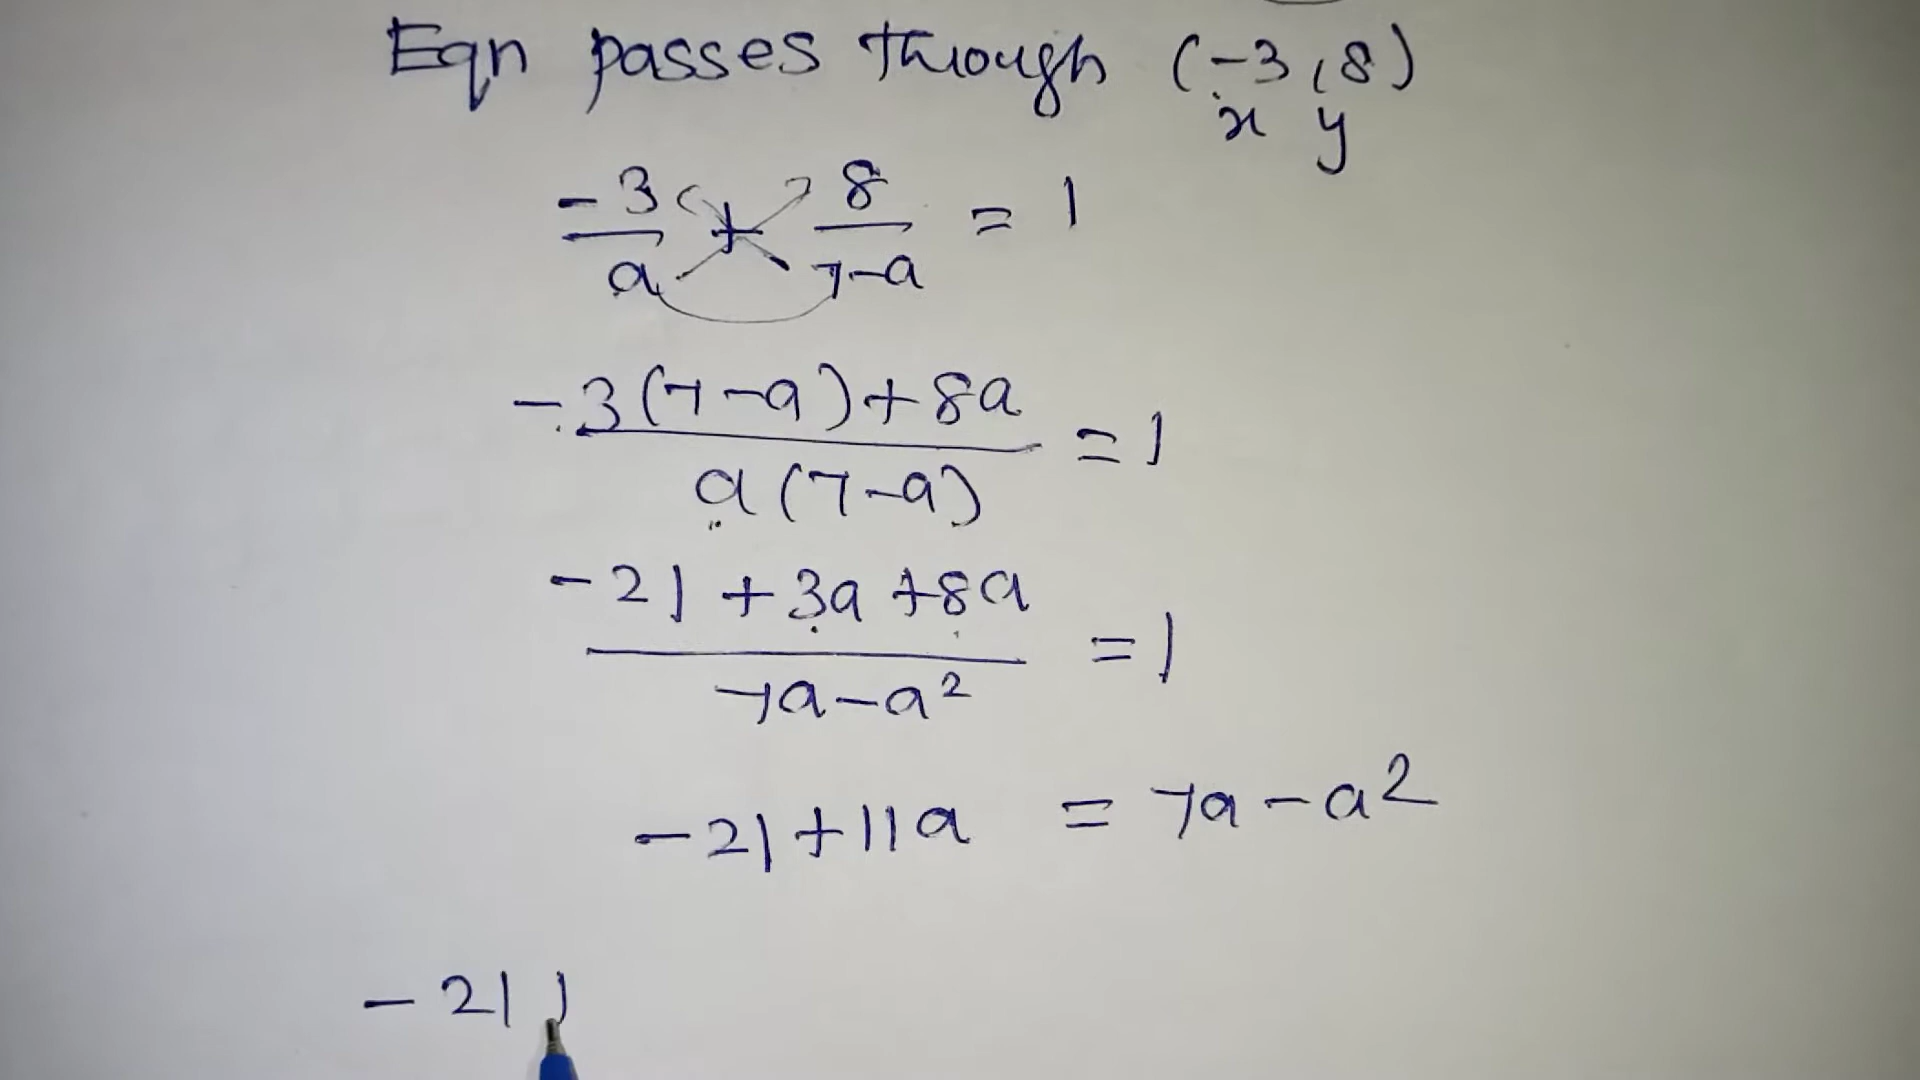 Eqn passes through (-3,8)
x y
-3/a + 8/7-a = 1
-3(7-a)+8a/a(7-a) = 1
-21+3a+8a/7a-a² = 1
-21+11a = 7a-a²
-21